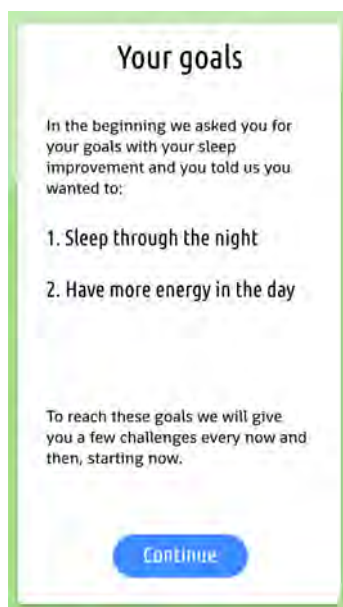 Your goals
In the beginning we asked you for
your goals with your sleep
improvement and you told us you
wanted to:
1. Sleep through the night
2. Have more energy in the day
To reach these goals we will give
you a few challenges every now and
then, starting now.
Continue